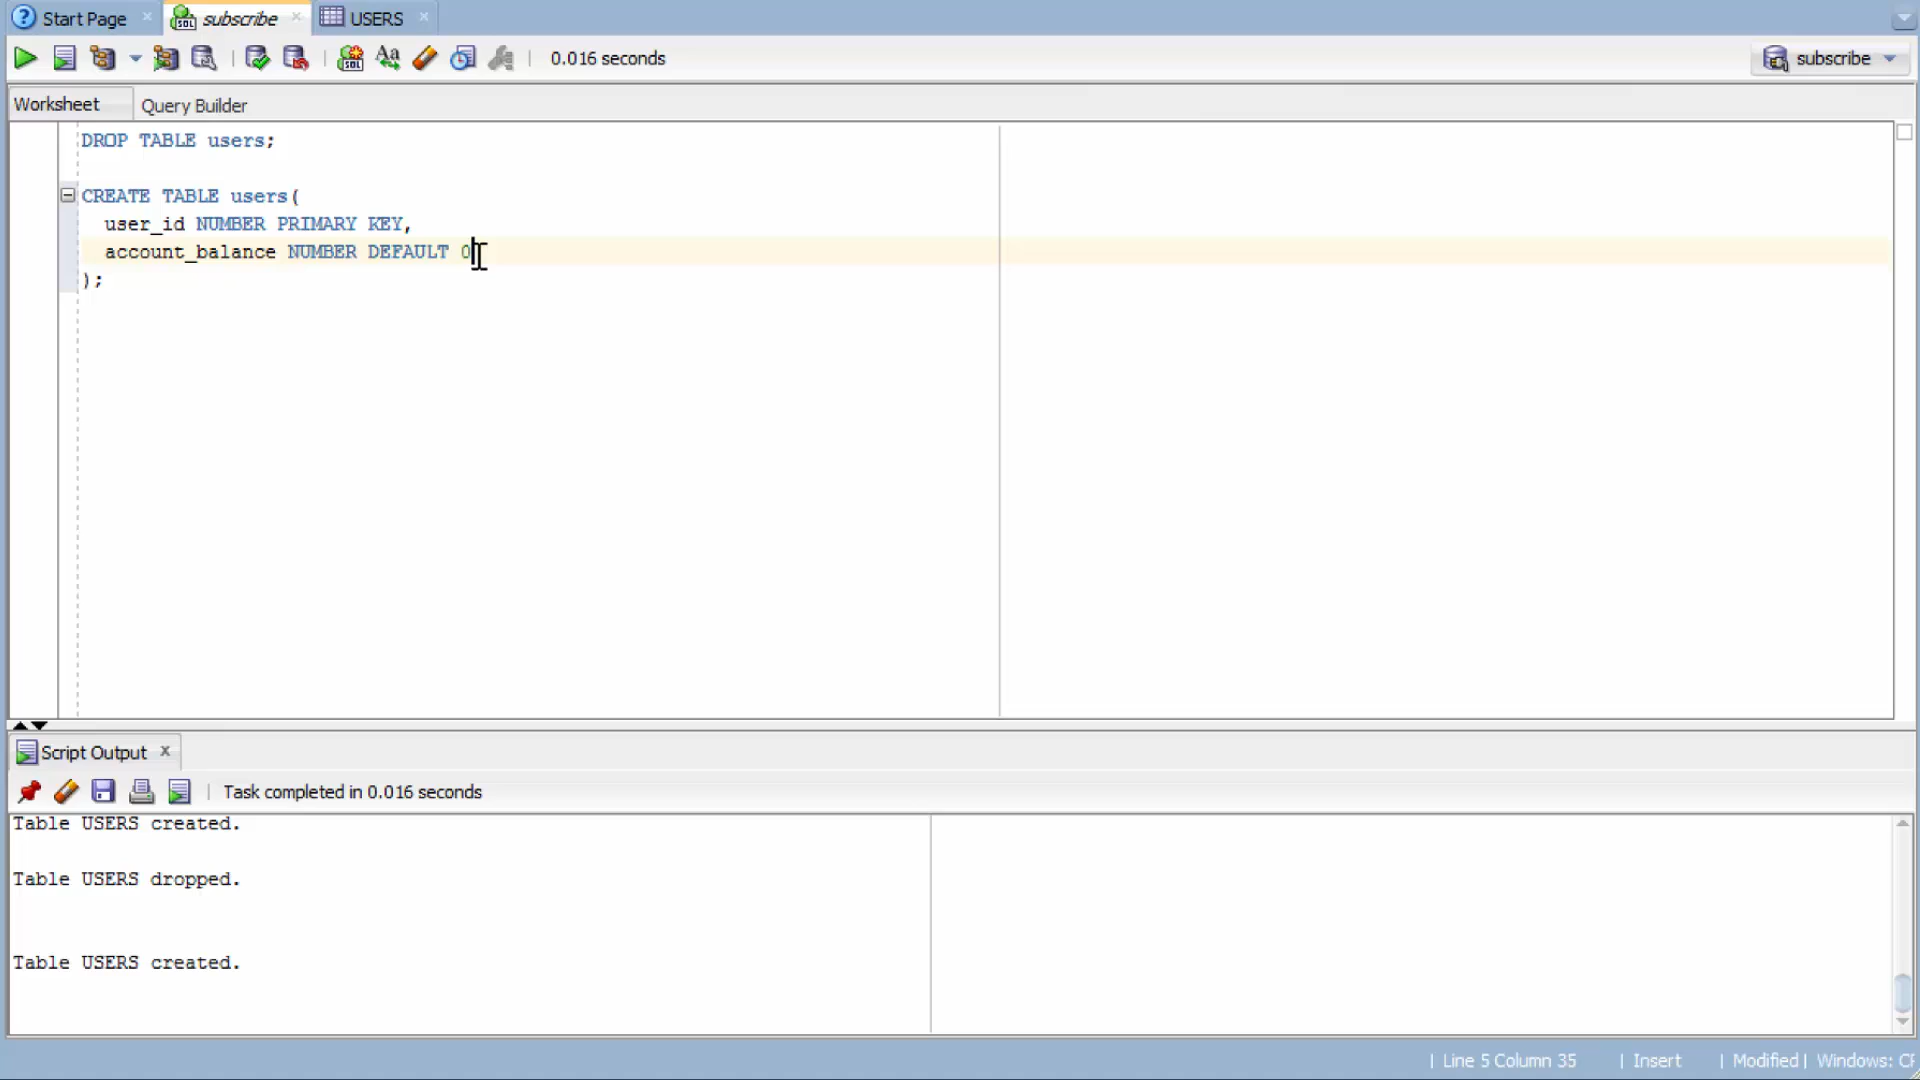 Start Page
subscribe
USERS
0.016 seconds
subscribe
Worksheet
Query Builder
DROP TABLE users;
CREATE TABLE users(
user_id NUMBER PRIMARY KEY,
account_balance NUMBER DEFAULT 0
);
Script Output
Task completed in 0.016 seconds
Table USERS created.
Table USERS dropped.
Table USERS created.
Line 5 Column 35 | Insert | Modified | Windows: